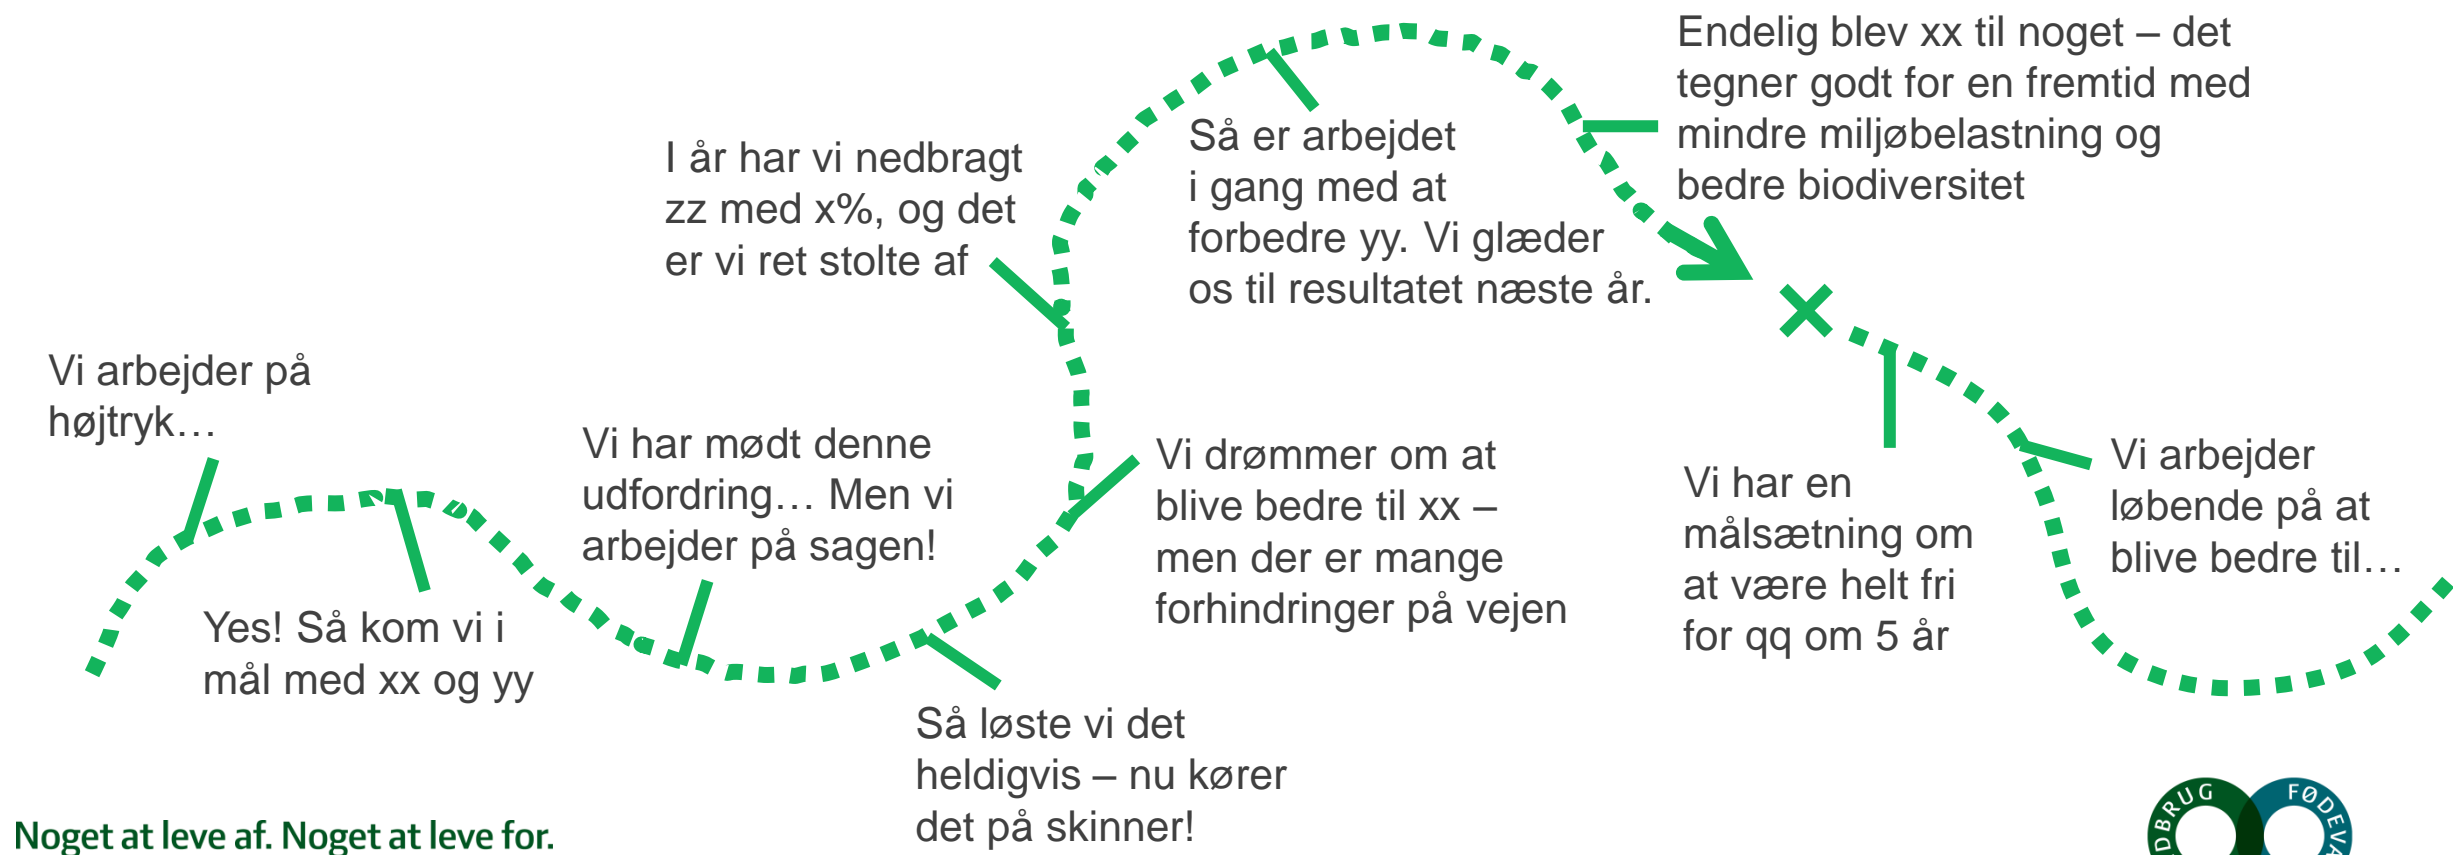 Vi arbejder på
højtryk…
Yes! Så kom vi i
mål med xx og yy
Vi har mødt denne
udfordring… Men vi
arbejder på sagen!
Så løste vi det
heldigvis – nu kører
det på skinner!
Vi drømmer om at
blive bedre til xx –
men der er mange
forhindringer på vejen
I år har vi nedbragt
zz med x%, og det
er vi ret stolte af
Så er arbejdet
i gang med at
forbedre yy. Vi glæder
os til resultatet næste år.
Endelig blev xx til noget – det
tegner godt for en fremtid med
mindre miljøbelastning og
bedre biodiversitet
Vi har en
målsætning om
at være helt fri
for qq om 5 år
Vi arbejder
løbende på at
blive bedre til…
Noget at leve af. Noget at leve for.